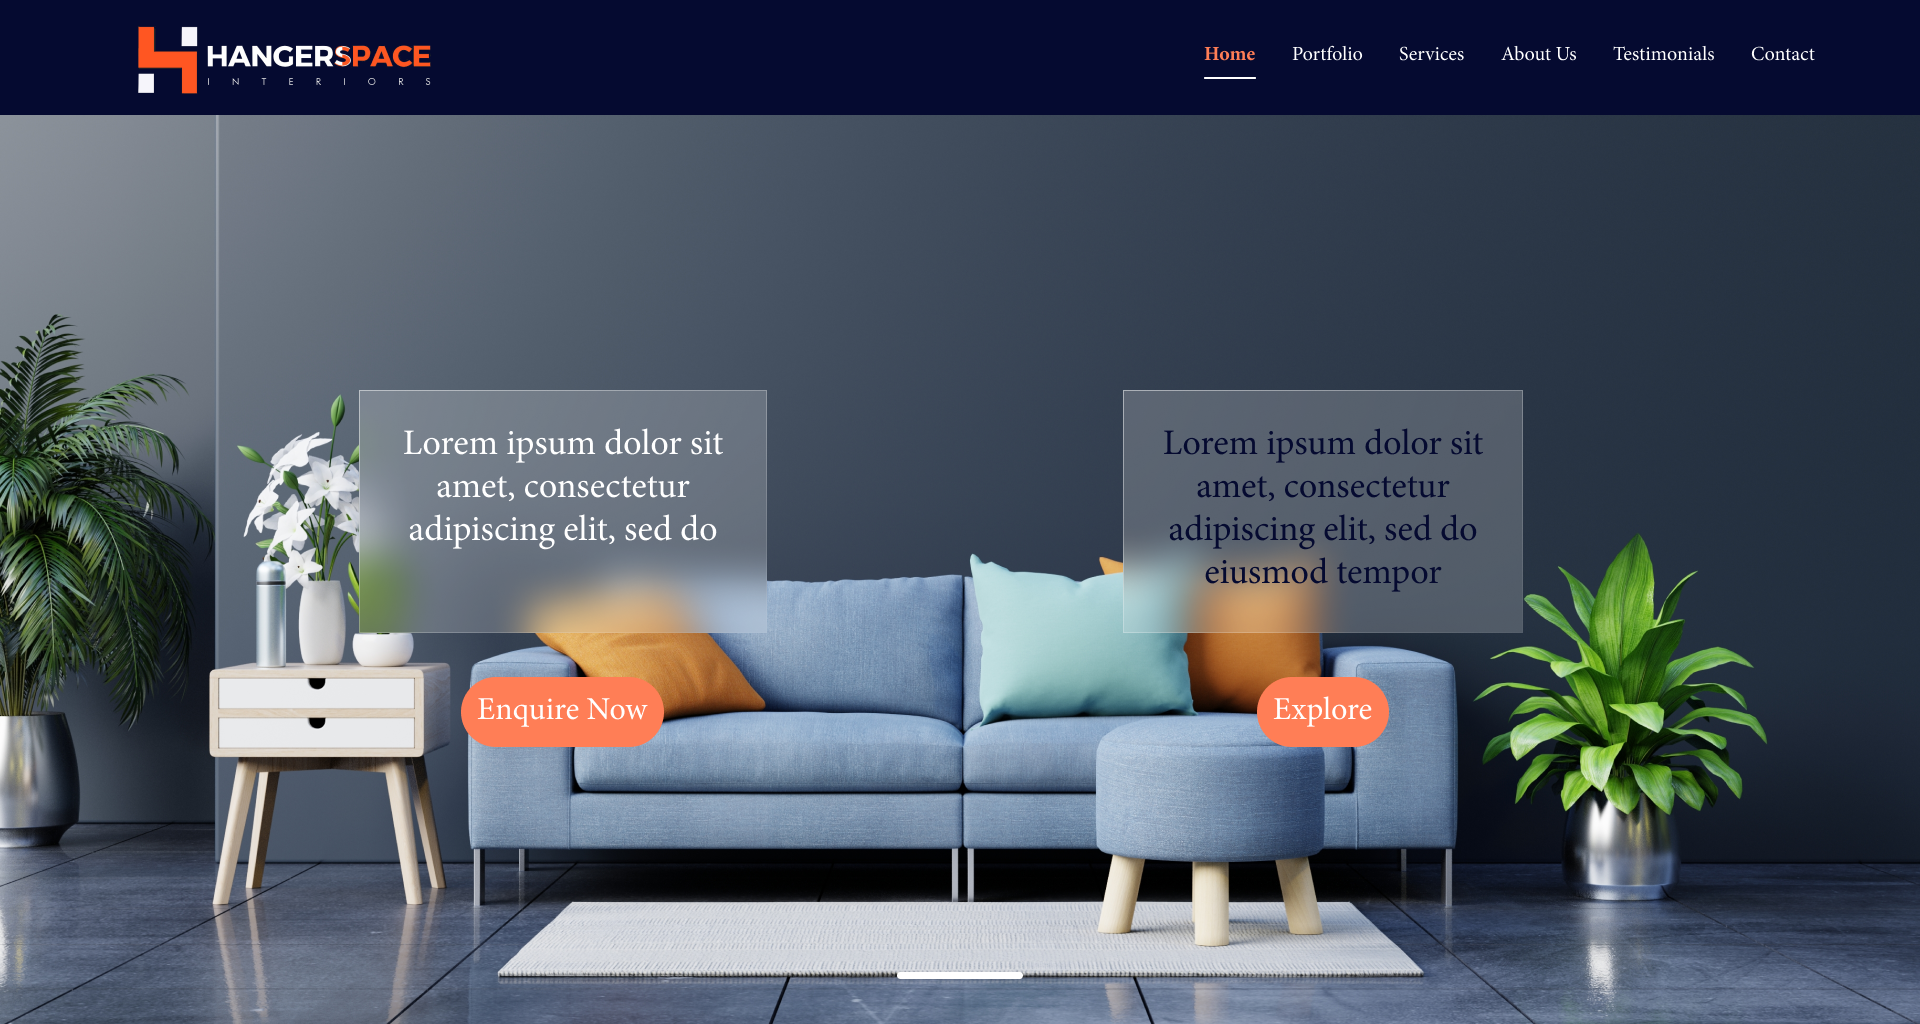 HANGERSPACE
INTERIORS
Home Portfolio Services About Us Testimonials Contact
Lorem ipsum dolor sit
amet, consectetur
adipiscing elit, sed do
Lorem ipsum dolor sit
amet, consectetur
adipiscing elit, sed do
eiusmod tempor
Enquire Now
Explore